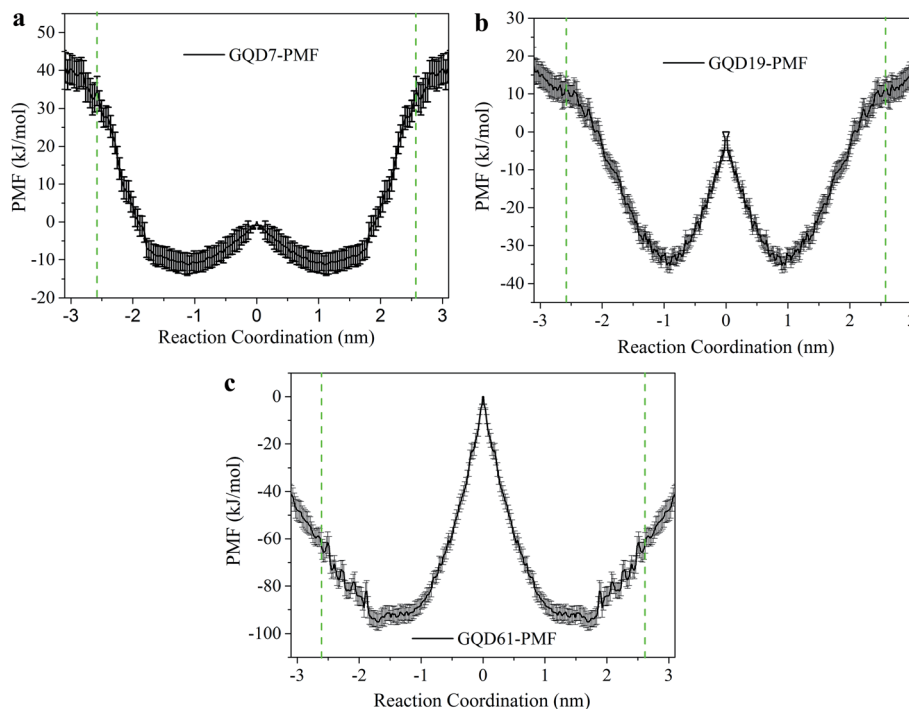 a
GQD7-PMF
PMF (kJ/mol)
50
40
30
20
10
0
-10
-20
-3 -2 -1 0 1 2 3
Reaction Coordination (nm)
b
GQD19-PMF
PMF (kJ/mol)
30
20
10
0
-10
-20
-30
-40
-3 -2 -1 0 1 2 3
Reaction Coordination (nm)
c
GQD61-PMF
PMF (kJ/mol)
0
-20
-40
-60
-80
-100
-3 -2 -1 0 1 2 3
Reaction Coordination (nm)